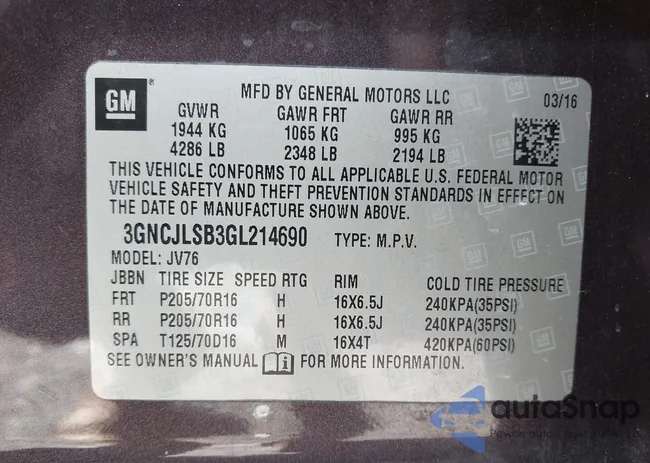 GM
MFD BY GENERAL MOTORS LLC
03/16
GVWR GAWR FRT GAWR RR
1944 KG 1065 KG 995 KG
4286 LB 2348 LB 2194 LB
THIS VEHICLE CONFORMS TO ALL APPLICABLE U.S. FEDERAL MOTOR
VEHICLE SAFETY AND THEFT PREVENTION STANDARDS IN EFFECT ON
THE DATE OF MANUFACTURE SHOWN ABOVE.
3GNCJLSB3GL214690 TYPE: M.P.V.
MODEL: JV76
JBBN TIRE SIZE SPEED RTG RIM COLD TIRE PRESSURE
FRT P205/70R16 H 16X6.5J 240KPA(35PSI)
RR P205/70R16 H 16X6.5J 240KPA(35PSI)
SPA T125/70D16 M 16X4T 420KPA(60PSI)
SEE OWNER'S MANUAL i FOR MORE INFORMATION.
autoSnap